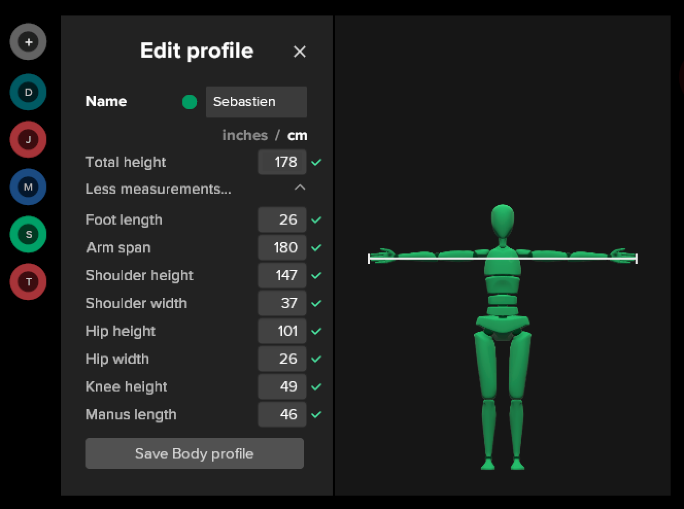 Edit profile ×
+
D
J
M
S
T
Name Sebastien
inches / cm
Total height 178
Less measurements...
Foot length 26
Arm span 180
Shoulder height 147
Shoulder width 37
Hip height 101
Hip width 26
Knee height 49
Manus length 46
Save Body profile